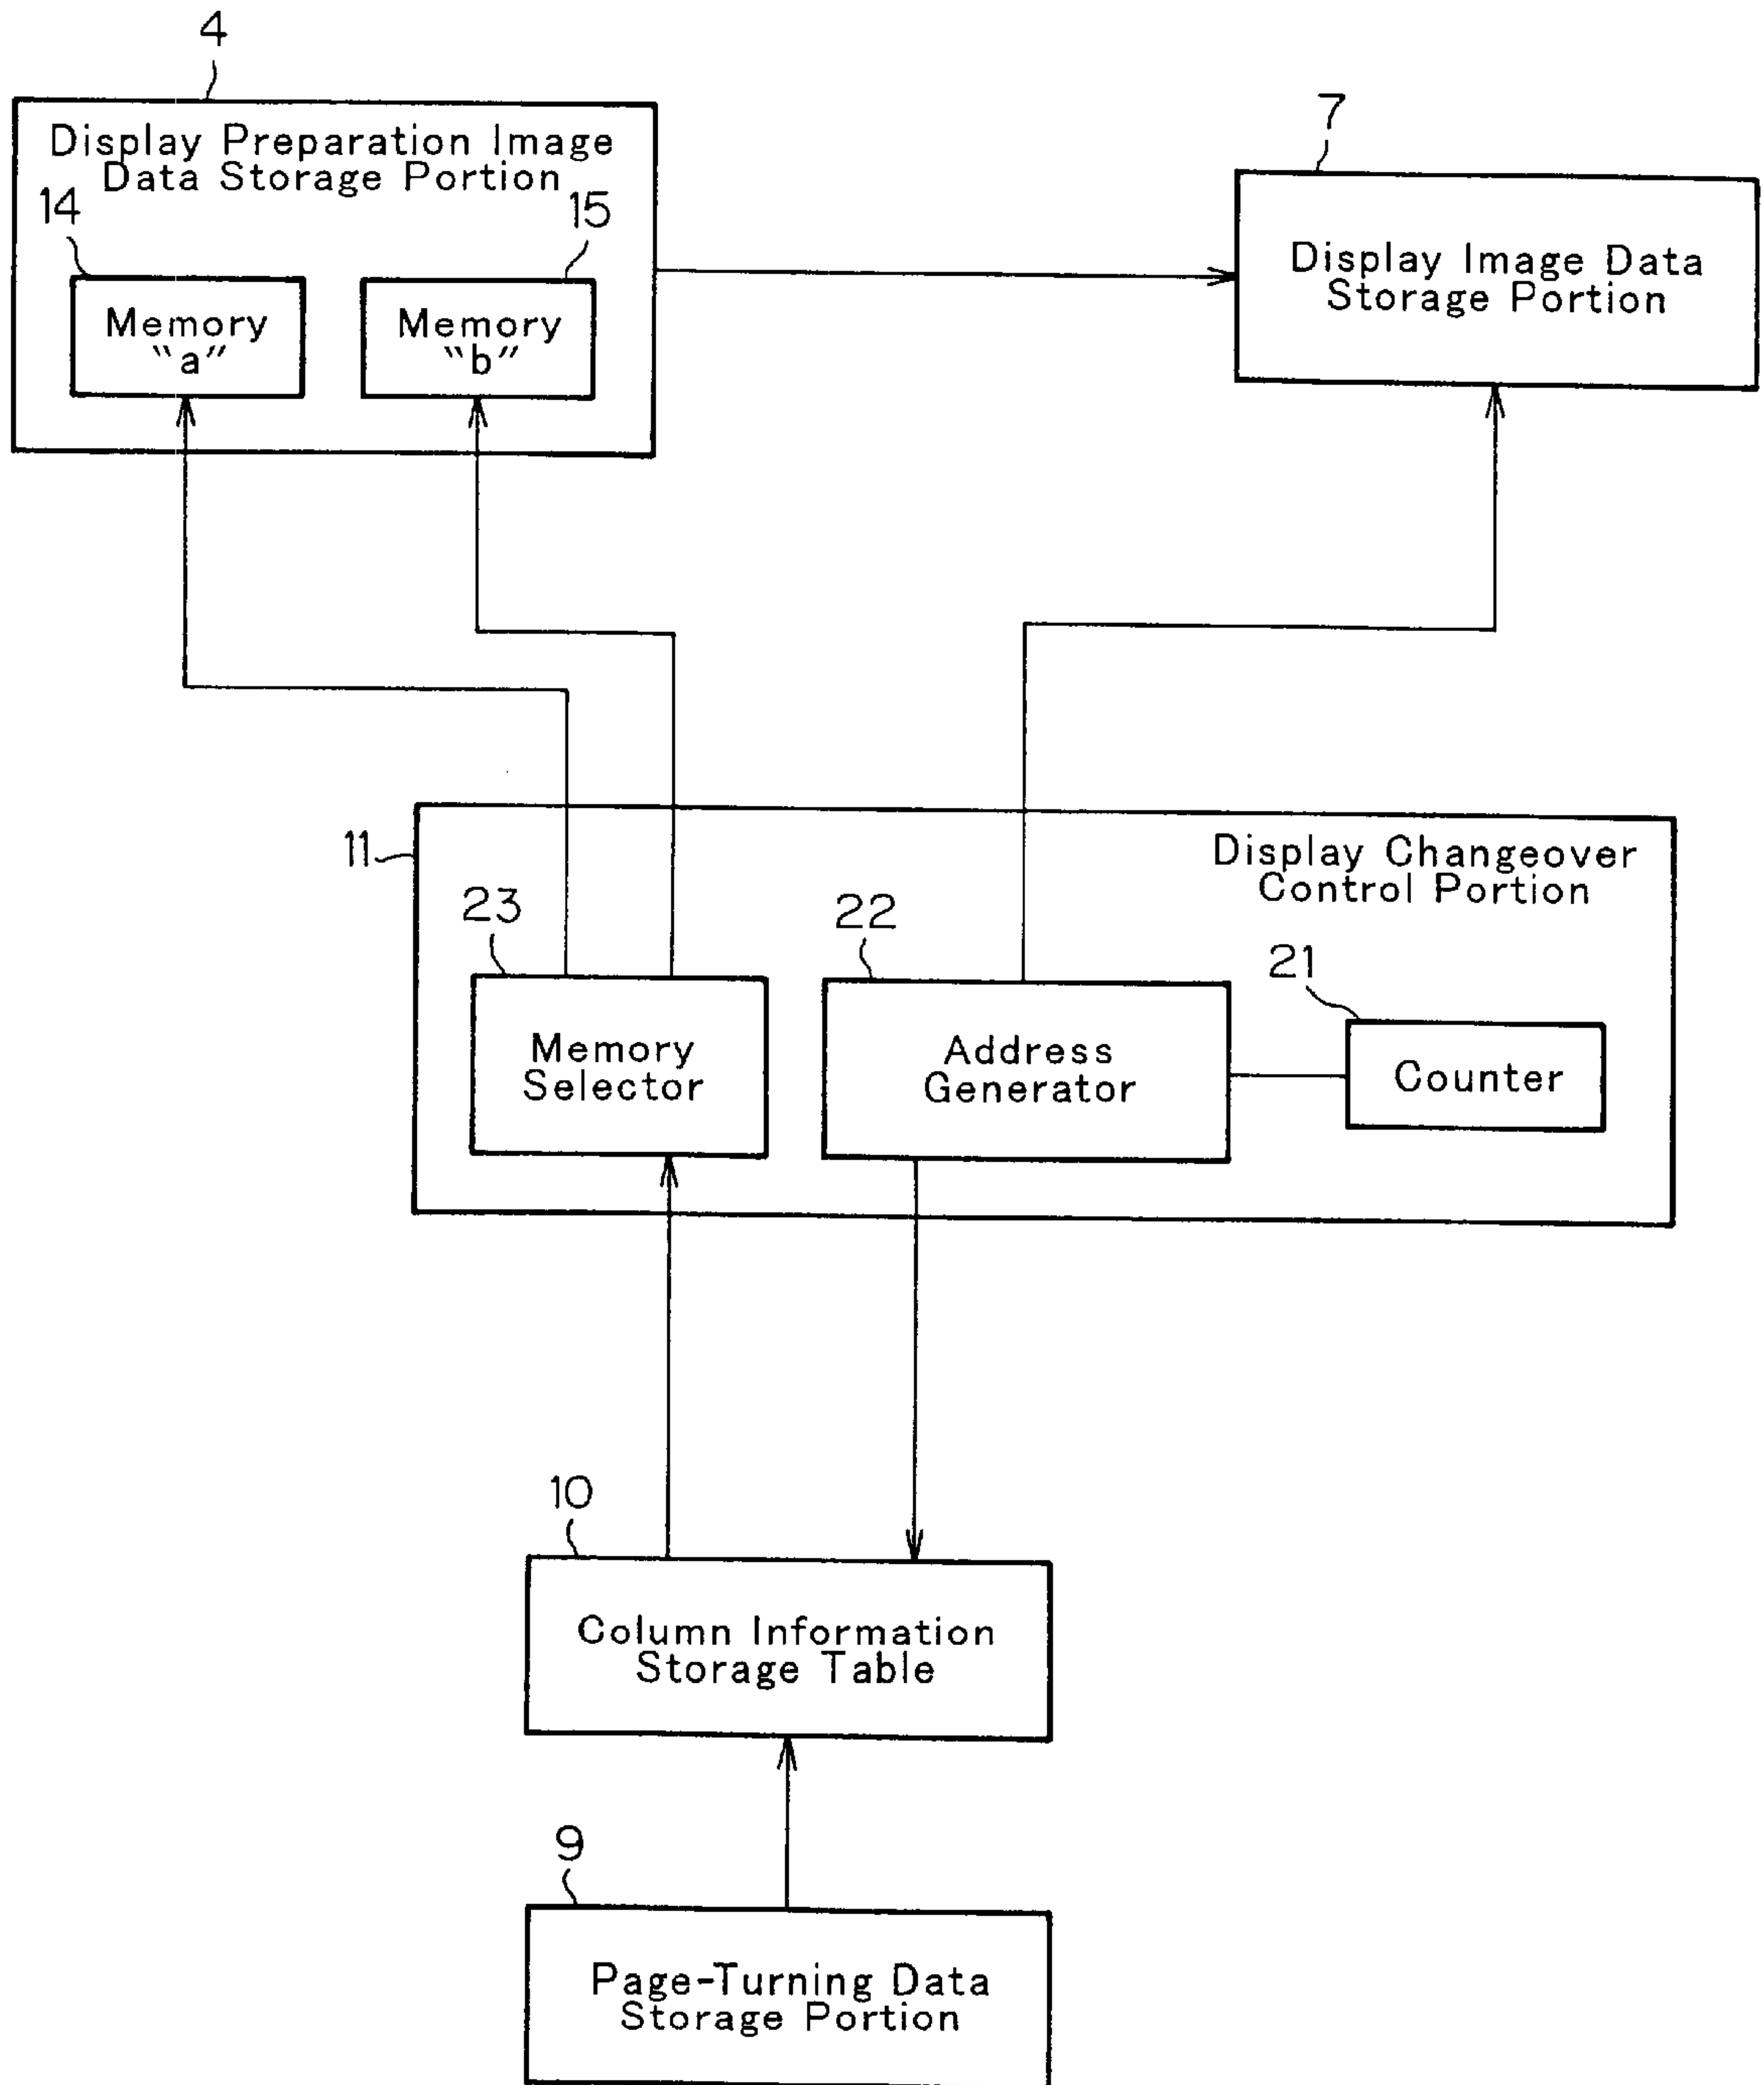 4
Display Preparation Image
Data Storage Portion
14
15
Memory
"a"
Memory
"b"
7
Display Image Data
Storage Portion
11
Display Changeover
Control Portion
23
Memory
Selector
22
Address
Generator
21
Counter
10
Column Information
Storage Table
9
Page-Turning Data
Storage Portion